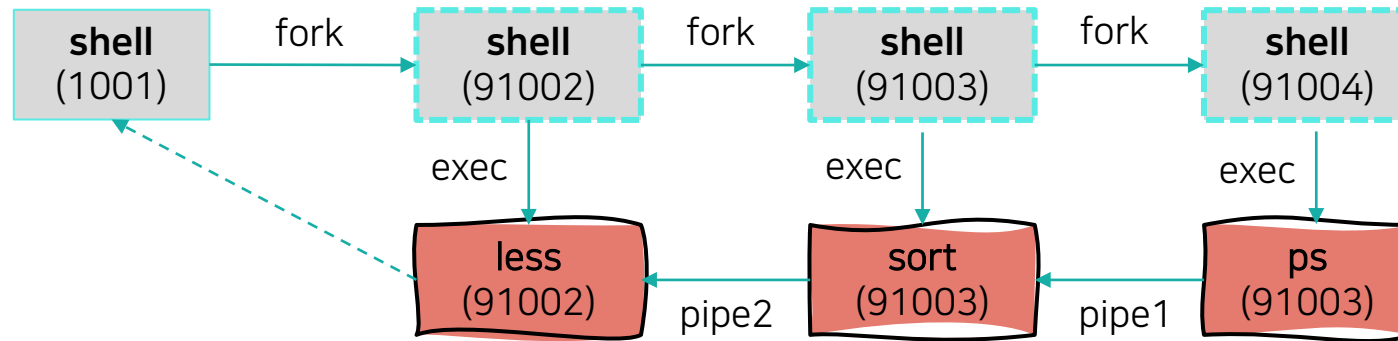 shell
(1001)
fork
shell
(91002)
fork
shell
(91003)
fork
shell
(91004)
exec
exec
exec
less
(91002)
pipe2
sort
(91003)
pipe1
ps
(91003)